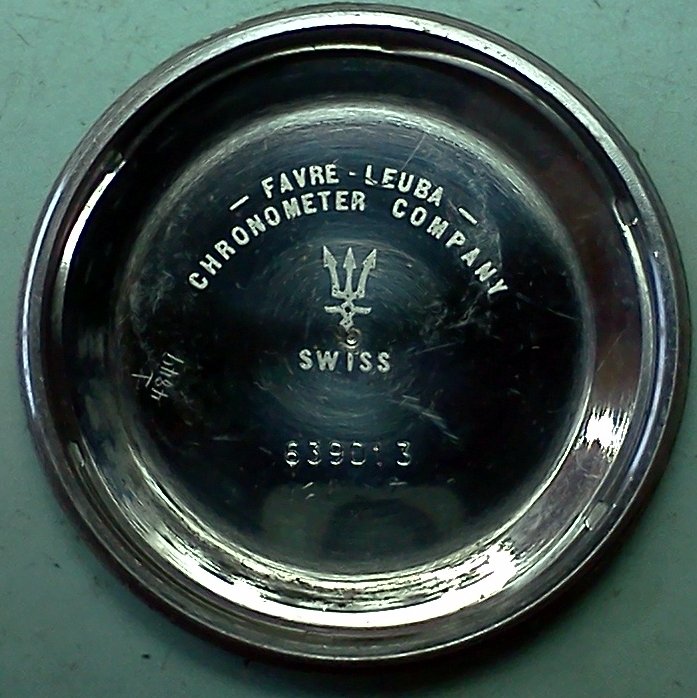 — FAVRE - LEUBA —
CHRONOMETER COMPANY
SWISS
639013